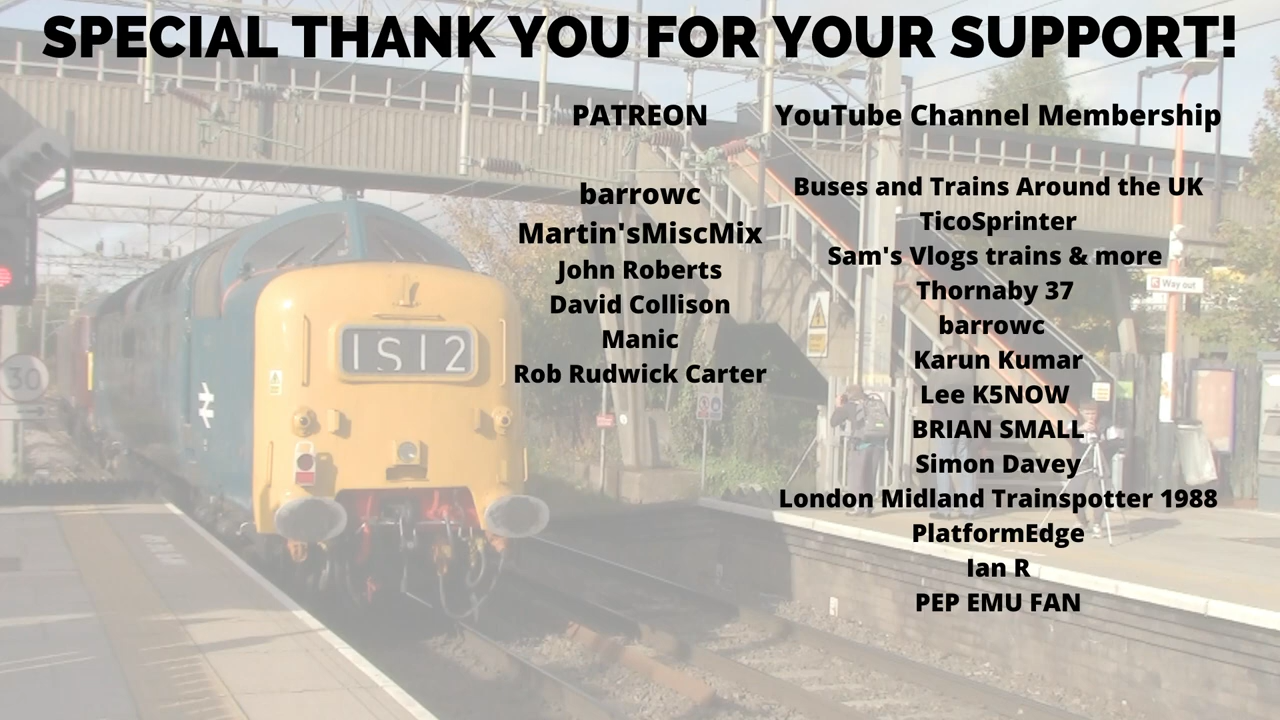 SPECIAL THANK YOU FOR YOUR SUPPORT!
PATREON
barrowc
Martin'sMiscMix
John Roberts
David Collison
Manic
Rob Rudwick Carter
YouTube Channel Membership
Buses and Trains Around the UK
TicoSprinter
Sam's Vlogs trains & more
Thornaby 37
barrowc
Karun Kumar
Lee K5NOW
BRIAN SMALL
Simon Davey
London Midland Trainspotter 1988
PlatformEdge
Ian R
PEP EMU FAN
1S12
30
Way out